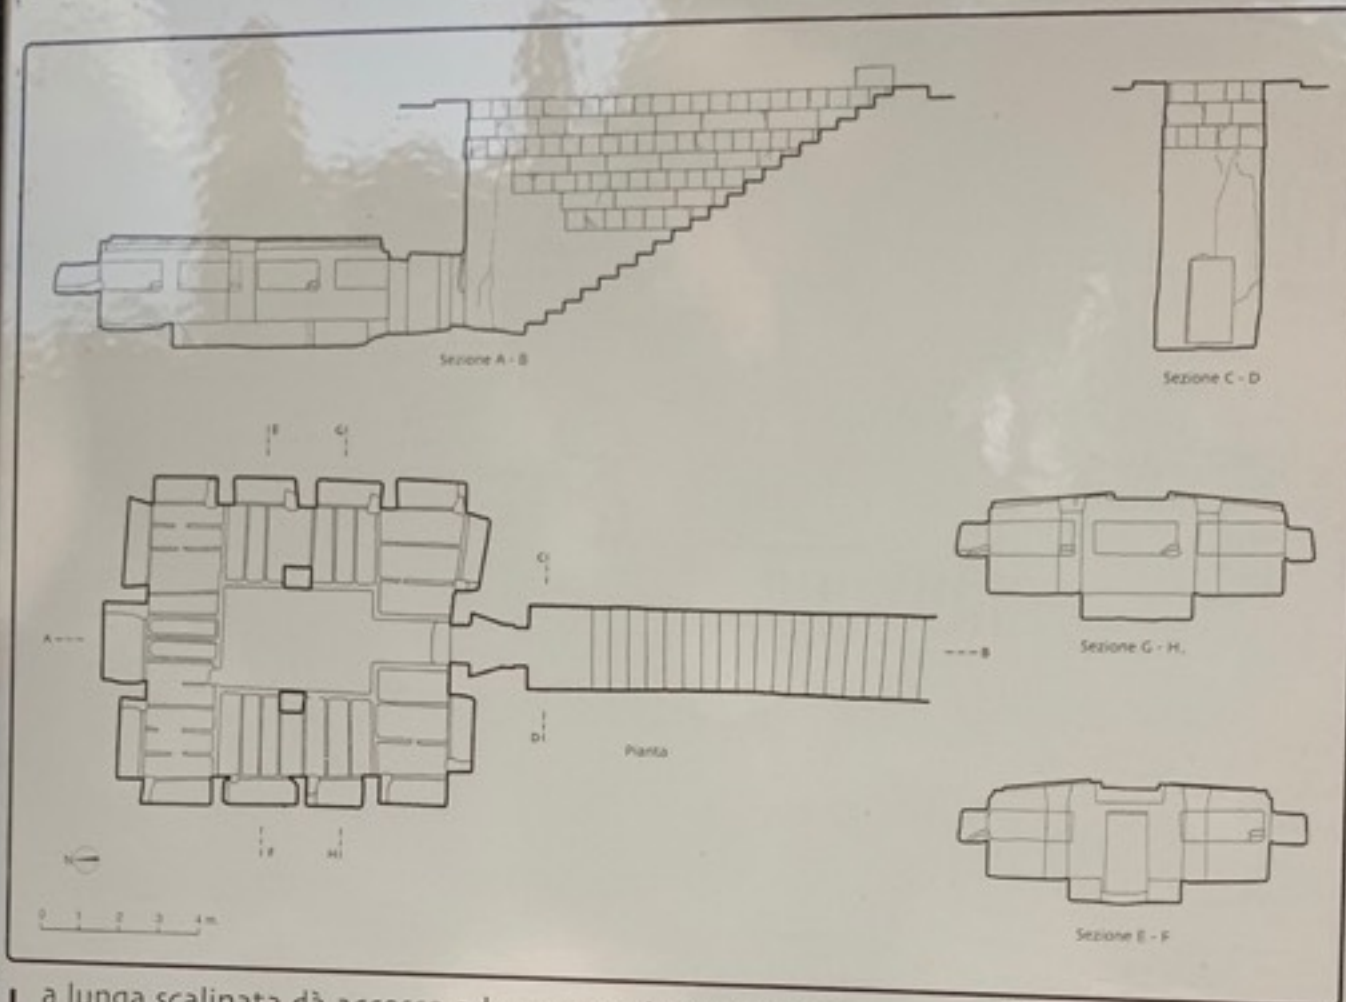 Sezione A - B
Sezione C - D
E
G
C
A
B
Sezione G - H.
D
Pianta
F
H
N
0 1 2 3 4 m.
Sezione E - F
La lunga scalinata dà